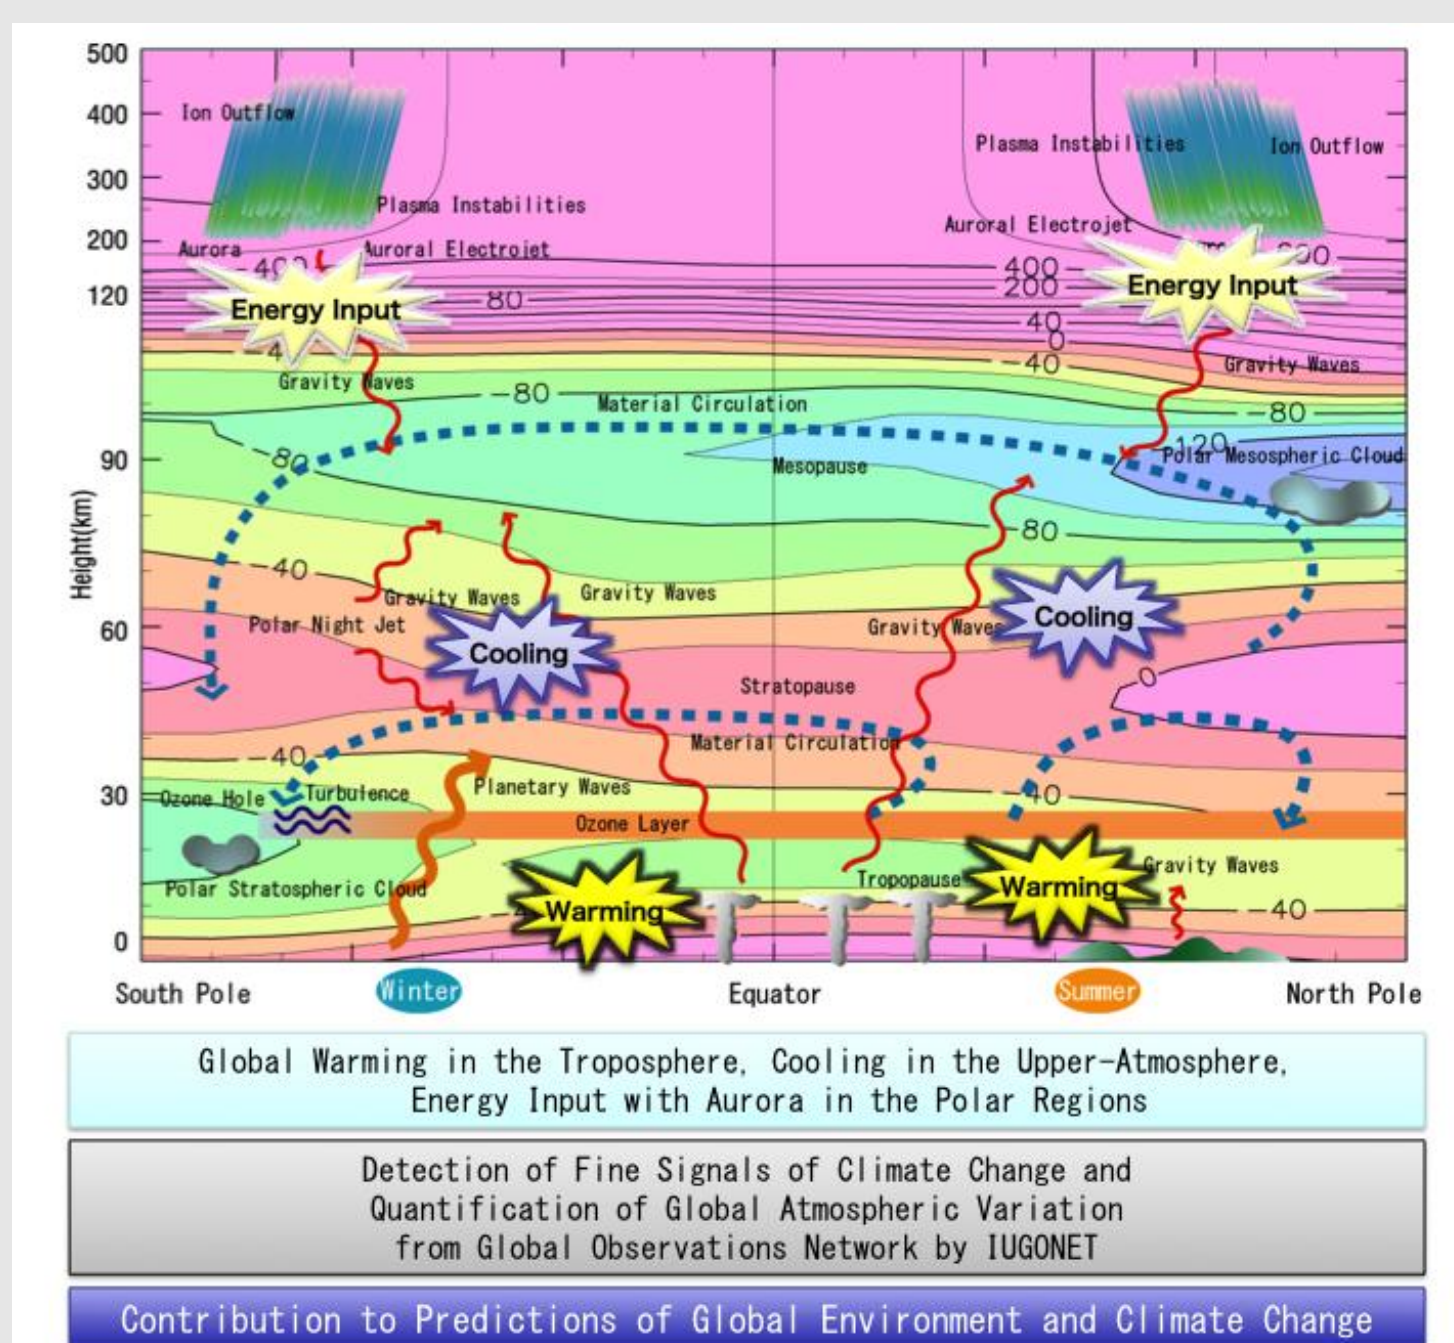 500
Ion Outflow
400
Plasma Instabilities
Ion Outflow
300
Plasma Instabilities
200
Auroral Electrojet
Aurora
Auroral Electrojet
400
400
Energy Input
200
120
Energy Input
80
40
0
-40
Gravity Waves
Gravity Waves
-80
Material Circulation
-80
90
-80
Mesopause
-120
Polar Mesospheric Cloud
Height(km)
-80
-40
Gravity Waves
Gravity Waves
60
Polar Night Jet
Cooling
Gravity Waves
Cooling
Stratopause
0
Material Circulation
-40
30
Ozone Hole
Turbulence
Planetary Waves
-40
Ozone Layer
Polar Stratospheric Cloud
Warming
Tropopause
Warming
Gravity Waves
-40
0
South Pole
Winter
Equator
Summer
North Pole
Global Warming in the Troposphere, Cooling in the Upper-Atmosphere,
Energy Input with Aurora in the Polar Regions
Detection of Fine Signals of Climate Change and
Quantification of Global Atmospheric Variation
from Global Observations Network by IUGONET
Contribution to Predictions of Global Environment and Climate Change